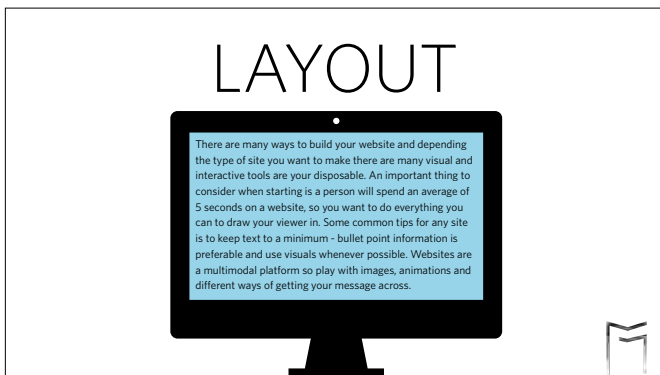 LAYOUT
There are many ways to build your website and depending
the type of site you want to make there are many visual and
interactive tools are your disposable. An important thing to
consider when starting is a person will spend an average of
5 seconds on a website, so you want to do everything you
can to draw your viewer in. Some common tips for any site
is to keep text to a minimum - bullet point information is
preferable and use visuals whenever possible. Websites are
a multimodal platform so play with images, animations and
different ways of getting your message across.